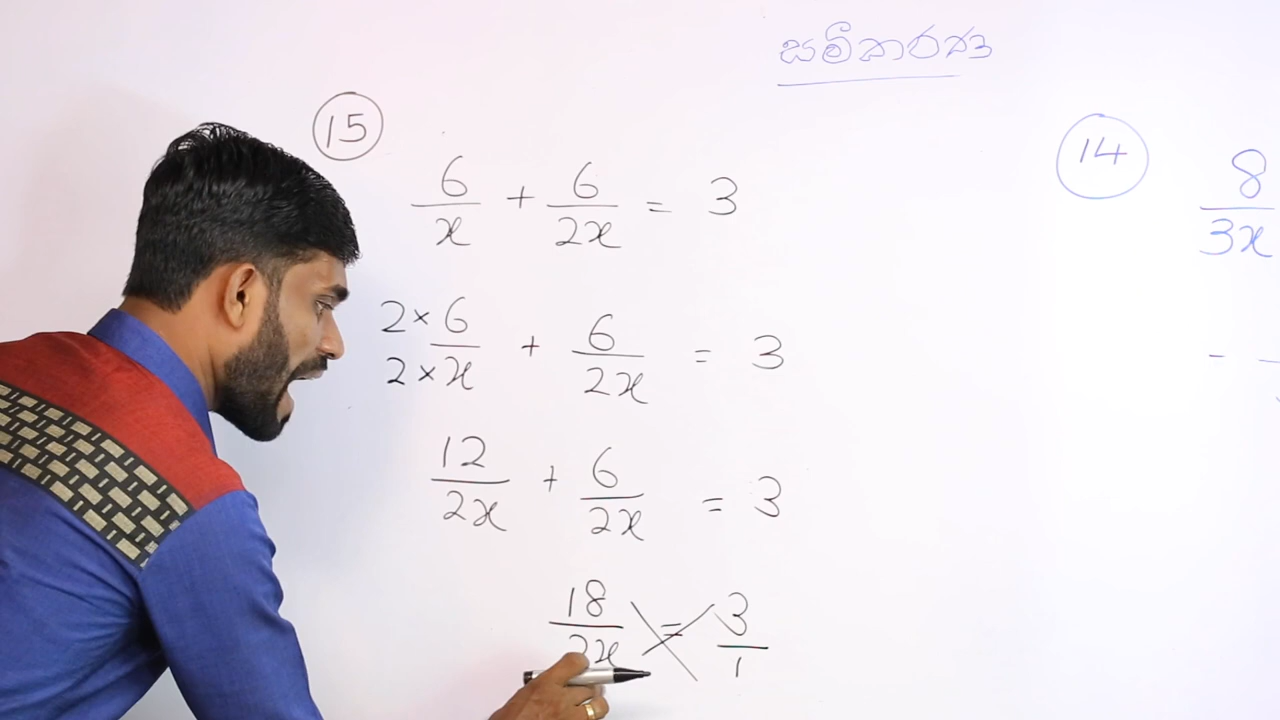 සමීකරණ
15
6/x + 6/2x = 3
2×6/2×x + 6/2x = 3
12/2x + 6/2x = 3
18/2x = 3/1
14
8/3x